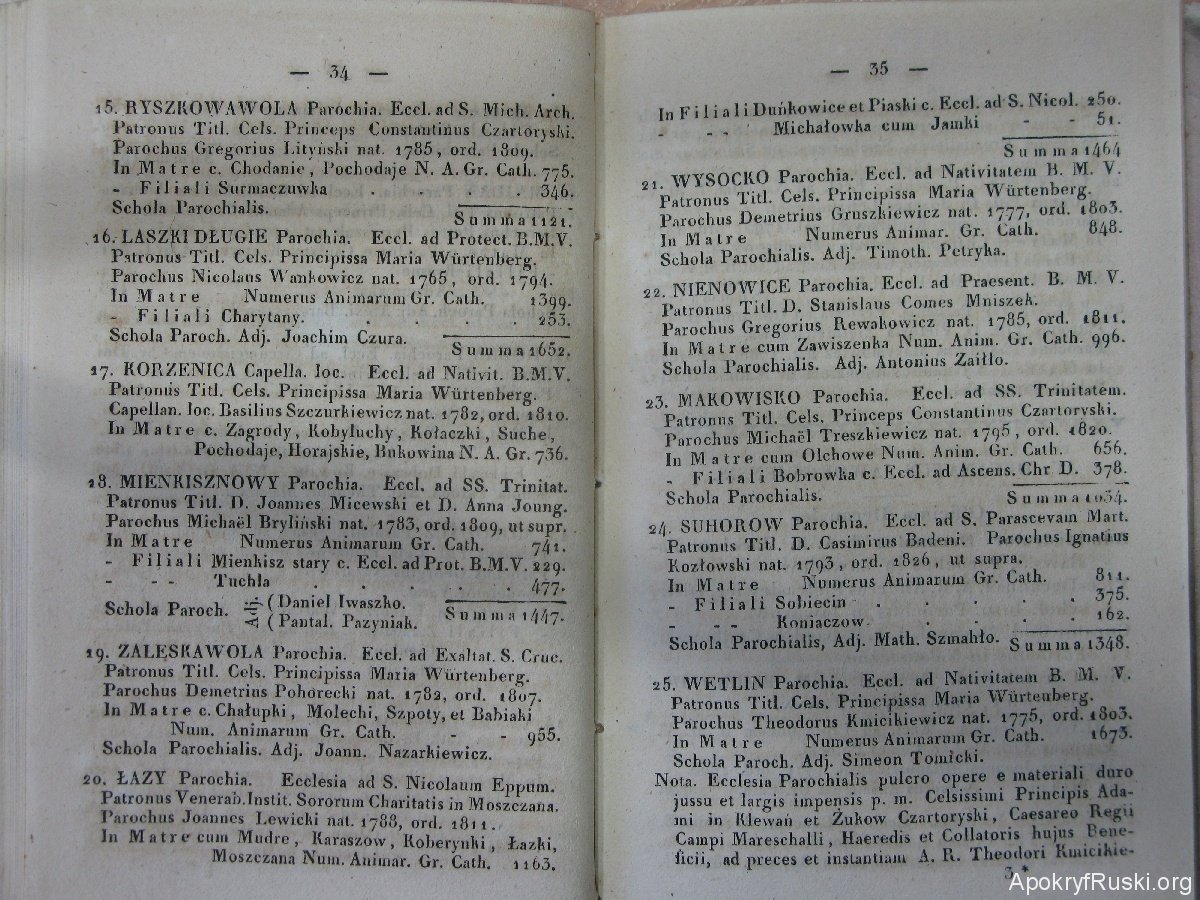 — 34 —
15. RYSZKOWAWOLA Parochia. Eccl. ad S. Mich. Arch.
Patronus Titl. Cels. Princeps Constantinus Czartoryski.
Parochus Gregorius Lityński nat. 1785, ord. 1809.
In Matre c. Chodanie, Pochodaje N. A. Gr. Cath. 775.
- Filiali Surmaczuwka . . . . 346.
Schola Parochialis. Summa 1121.
16. LASZKI DŁUGIE Parochia. Eccl. ad Protect. B.M.V.
Patronus Titl. Cels. Principissa Maria Würtenberg.
Parochus Nicolaus Wankowicz nat. 1765, ord. 1794.
In Matre Numerus Animarum Gr. Cath. 1399.
- Filiali Charytany. . . . . . 253.
Schola Paroch. Adj. Joachim Czura. Summa 1652.
17. KORZENICA Capella. loc. Eccl. ad Nativit. B.M.V.
Patronus Titl. Cels. Principissa Maria Würtenberg.
Capellan. loc. Basilius Szczurkiewicz nat. 1782, ord. 1810.
In Matre c. Zagrody, Kobyluchy, Kołaczki, Suche,
Pochodaje, Horajskie, Bukowina N. A. Gr. 736.
18. MIENKISZNOWY Parochia. Eccl. ad SS. Trinitat.
Patronus Titl. D. Joannes Micewski et D. Anna Joung.
Parochus Michaël Bryliński nat. 1783, ord. 1809, ut supr.
In Matre Numerus Animarum Gr. Cath. 741.
- Filiali Mienkisz stary c. Eccl. ad Prot. B.M.V. 229.
- - - Tuchla . . . . . . 477.
Schola Paroch. Adj. ( Daniel Iwaszko.
( Pantal. Pazyniak. Summa 1447.
19. ZALESKAWOLA Parochia. Eccl. ad Exaltat. S. Cruc.
Patronus Titl. Cels. Principissa Maria Würtenberg.
Parochus Demetrius Pohorecki nat. 1782, ord. 1807.
In Matre c. Chałupki, Molechi, Szpoty, et Babiaki
Num. Animarum Gr. Cath. - - 955.
Schola Parochialis. Adj. Joann. Nazarkiewicz.
20. ŁAZY Parochia. Ecclesia ad S. Nicolaum Eppum.
Patronus Venerab. Instit. Sororum Charitatis in Moszczana.
Parochus Joannes Lewicki nat. 1788, ord. 1811.
In Matre cum Mudre, Karaszow, Koberynki, Łazki,
Moszczana Num. Animar. Gr. Cath. 1163.
— 35 —
In Filiali Duńkowice et Piaski c. Eccl. ad S. Nicol. 250.
- - - Michałowka cum Jamki - - 51.
Summa 1464
21. WYSOCKO Parochia. Eccl. ad Nativitatem B. M. V.
Patronus Titl. Cels. Principissa Maria Würtenberg.
Parochus Demetrius Gruszkiewicz nat. 1777, ord. 1803.
In Matre Numerus Animar. Gr. Cath. 848.
Schola Parochialis. Adj. Timoth. Petryka.
22. NIENOWICE Parochia. Eccl. ad Praesent. B. M. V.
Patronus Titl. D. Stanislaus Comes Mniszek.
Parochus Gregorius Rewakowicz nat. 1785, ord. 1811.
In Matre cum Zawiszenka Num. Anim. Gr. Cath. 996.
Schola Parochialis. Adj. Antonius Zaitło.
23. MAKOWISKO Parochia. Eccl. ad SS. Trinitatem.
Patronus Titl. Cels. Princeps Constantinus Czartoryski.
Parochus Michaël Treszkiewicz nat. 1795, ord. 1820.
In Matre cum Olchowe Num. Anim. Gr. Cath. 656.
- Filiali Bobrowka c. Eccl. ad Ascens. Chr D. 378.
Schola Parochialis. Summa 1034.
24. SUHOROW Parochia. Eccl. ad S. Parascevam Mart.
Patronus Titl. D. Casimirus Badeni. Parochus Ignatius
Kozłowski nat. 1793, ord. 1826, ut supra.
In Matre Numerus Animarum Gr. Cath. 811.
- Filiali Sobiecin . . . . . 375.
- - - Koniaczow . . . . . 162.
Schola Parochialis, Adj. Math. Szmahło. Summa 1348.
25. WETLIN Parochia. Eccl. ad Nativitatem B. M. V.
Patronus Titl. Cels. Principissa Maria Würtenberg.
Parochus Theodorus Kmicikiewicz nat. 1775, ord. 1803.
In Matre Numerus Animarum Gr. Cath. 1673.
Schola Paroch. Adj. Simeon Tomicki.
Nota. Ecclesia Parochialis pulcro opere e materiali duro
jussu et largis impensis p. m. Celsissimi Principis Ada-
mi in Klewań et Żukow Czartoryski, Caesareo Regii
Campi Mareschalli, Haeredis et Collatoris hujus Bene-
ficii, ad preces et instantiam A. R. Theodori Kmicikie-
3 *
ApokryfRuski.org